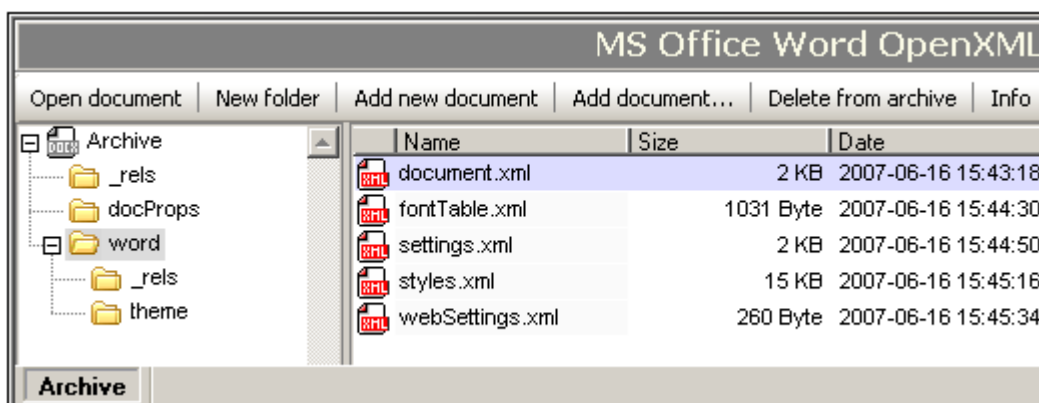 MS Office Word OpenXML
Open document New folder Add new document Add document... Delete from archive Info
Archive
_rels
docProps
word
_rels
theme
Name Size Date
document.xml 2 KB 2007-06-16 15:43:18
fontTable.xml 1031 Byte 2007-06-16 15:44:30
settings.xml 2 KB 2007-06-16 15:44:50
styles.xml 15 KB 2007-06-16 15:45:16
webSettings.xml 260 Byte 2007-06-16 15:45:34
Archive